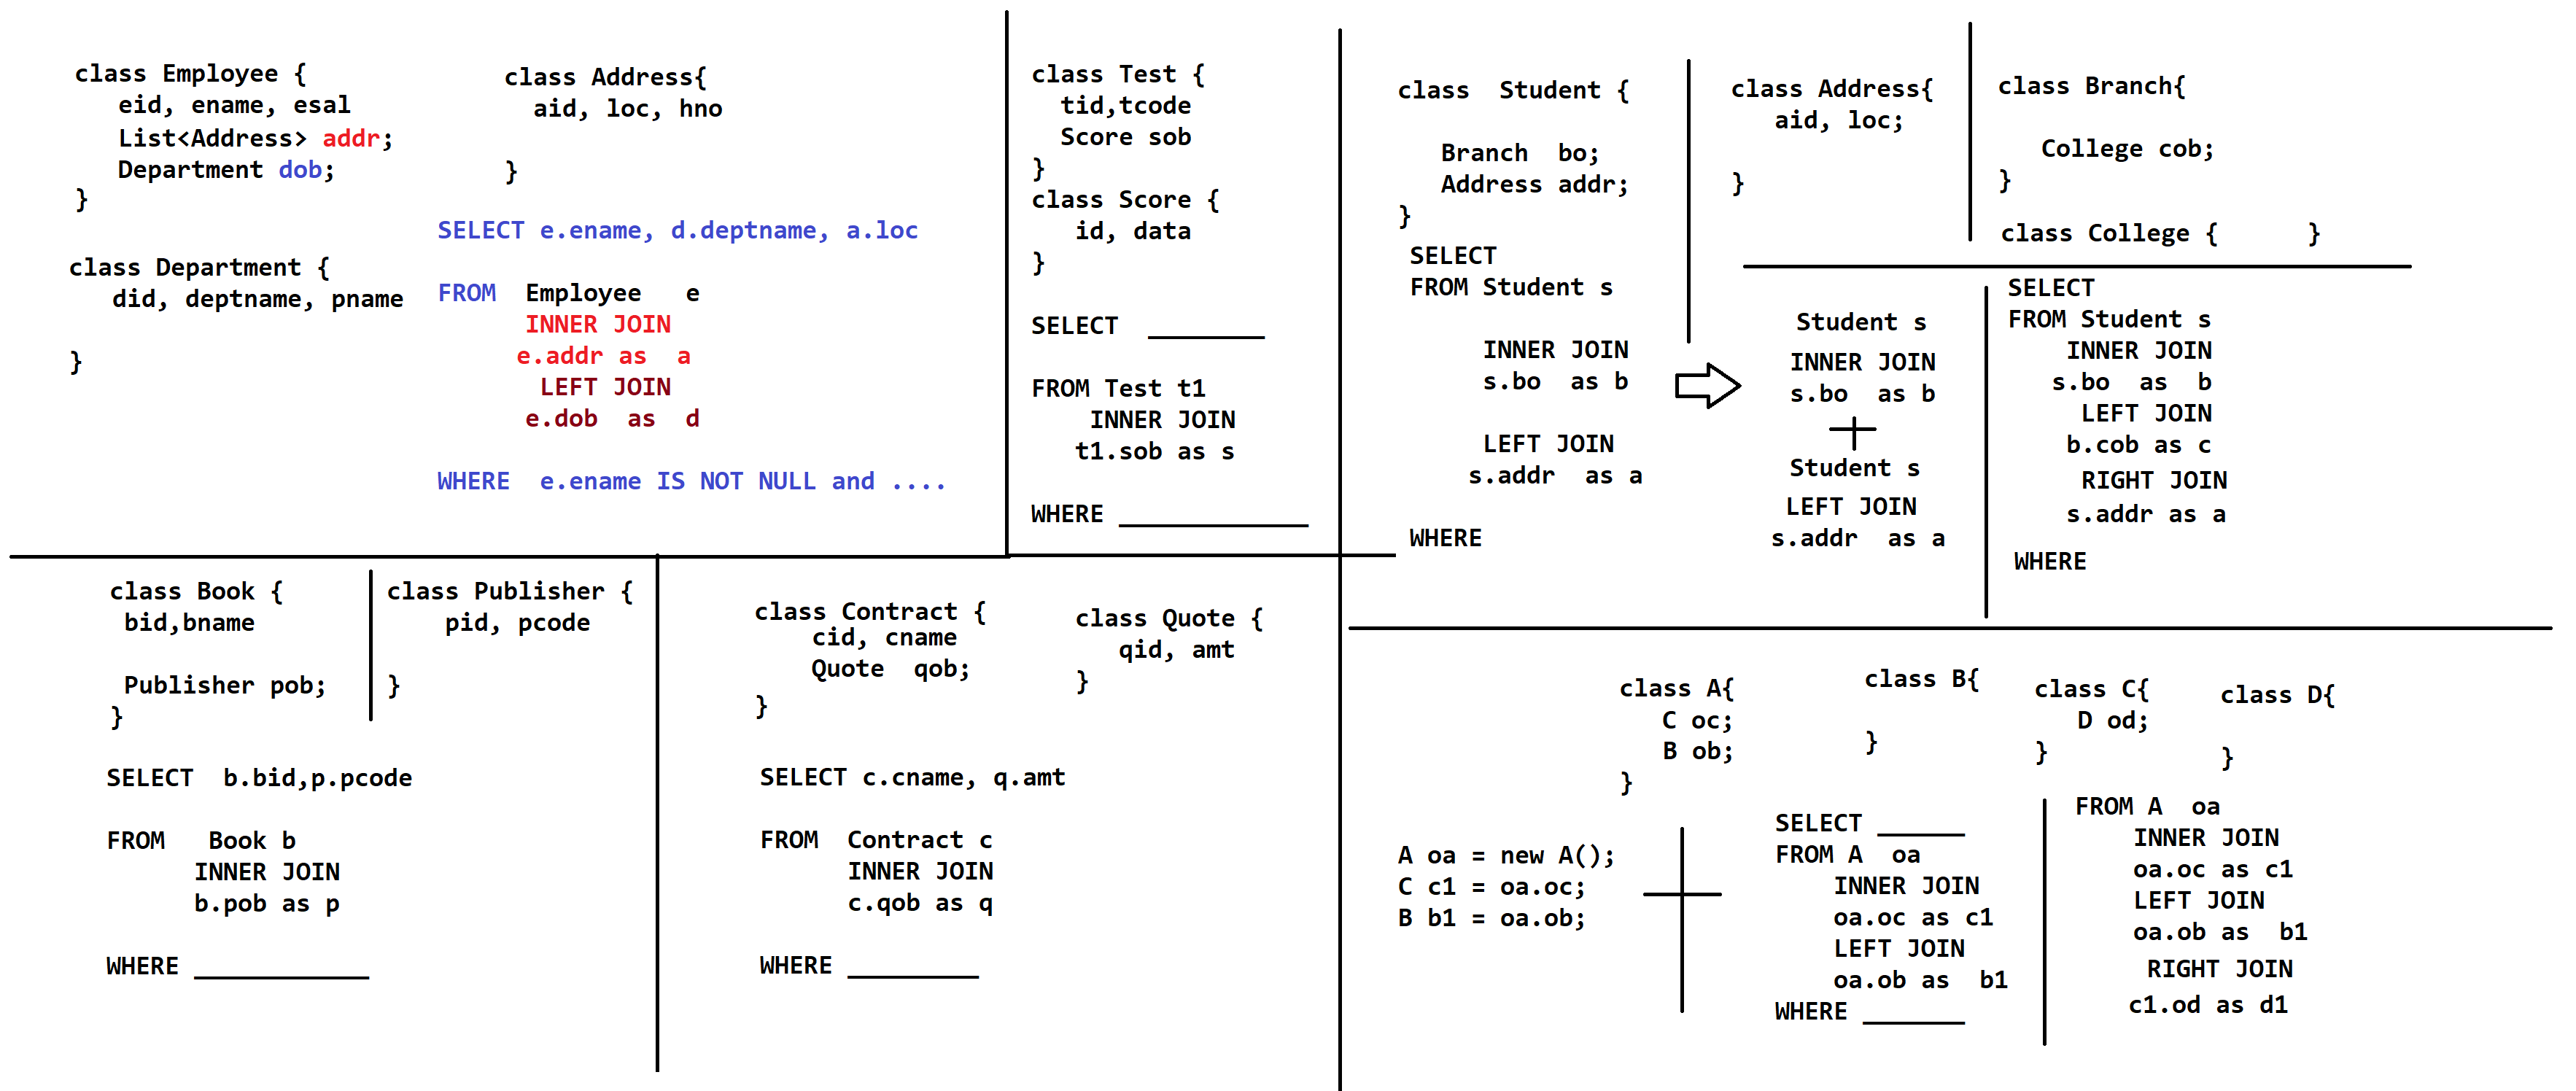 class Employee {
eid, ename, esal
List<Address> addr;
Department dob;
}
class Address{
aid, loc, hno
}
class Department {
did, deptname, pname
}
SELECT e.ename, d.deptname, a.loc
FROM Employee e
INNER JOIN
e.addr as a
LEFT JOIN
e.dob as d
WHERE e.ename IS NOT NULL and ....
class Test {
tid,tcode
Score sob
}
class Score {
id, data
}
SELECT ________
FROM Test t1
INNER JOIN
t1.sob as s
WHERE _____________
class Student {
Branch bo;
Address addr;
}
SELECT
FROM Student s
INNER JOIN
s.bo as b
LEFT JOIN
s.addr as a
WHERE
class Address{
aid, loc;
}
class Branch{
College cob;
}
class College { }
Student s
INNER JOIN
s.bo as b
Student s
LEFT JOIN
s.addr as a
SELECT
FROM Student s
INNER JOIN
s.bo as b
LEFT JOIN
b.cob as c
RIGHT JOIN
s.addr as a
WHERE
class Book {
bid,bname
Publisher pob;
}
class Publisher {
pid, pcode
}
SELECT b.bid,p.pcode
FROM Book b
INNER JOIN
b.pob as p
WHERE ____________
class Contract {
cid, cname
Quote qob;
}
class Quote {
qid, amt
}
SELECT c.cname, q.amt
FROM Contract c
INNER JOIN
c.qob as q
WHERE _________
class A{
C oc;
B ob;
}
class B{
}
class C{
D od;
}
class D{
}
A oa = new A();
C c1 = oa.oc;
B b1 = oa.ob;
SELECT ______
FROM A oa
INNER JOIN
oa.oc as c1
LEFT JOIN
oa.ob as b1
WHERE _______
FROM A oa
INNER JOIN
oa.oc as c1
LEFT JOIN
oa.ob as b1
RIGHT JOIN
c1.od as d1